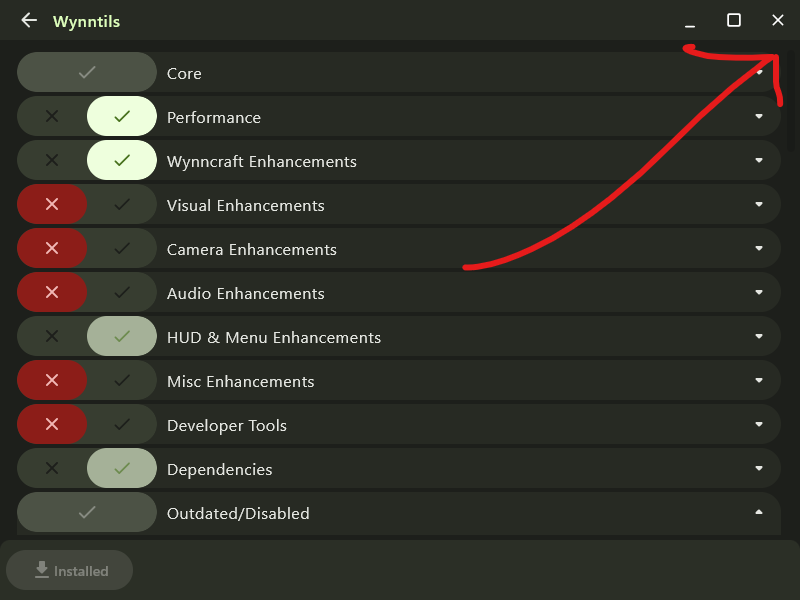 Wynntils
Core
Performance
Wynncraft Enhancements
Visual Enhancements
Camera Enhancements
Audio Enhancements
HUD & Menu Enhancements
Misc Enhancements
Developer Tools
Dependencies
Outdated/Disabled
Installed